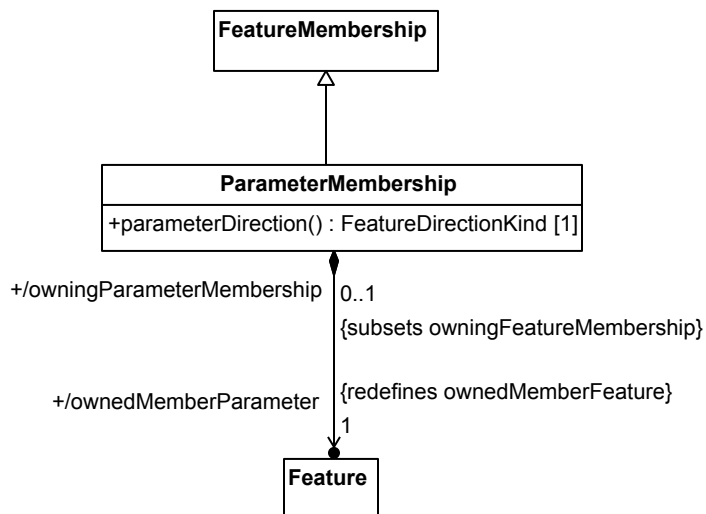 FeatureMembership
ParameterMembership
+parameterDirection() : FeatureDirectionKind [1]
+/owningParameterMembership
0..1
{subsets owningFeatureMembership}
+/ownedMemberParameter
{redefines ownedMemberFeature}
1
Feature